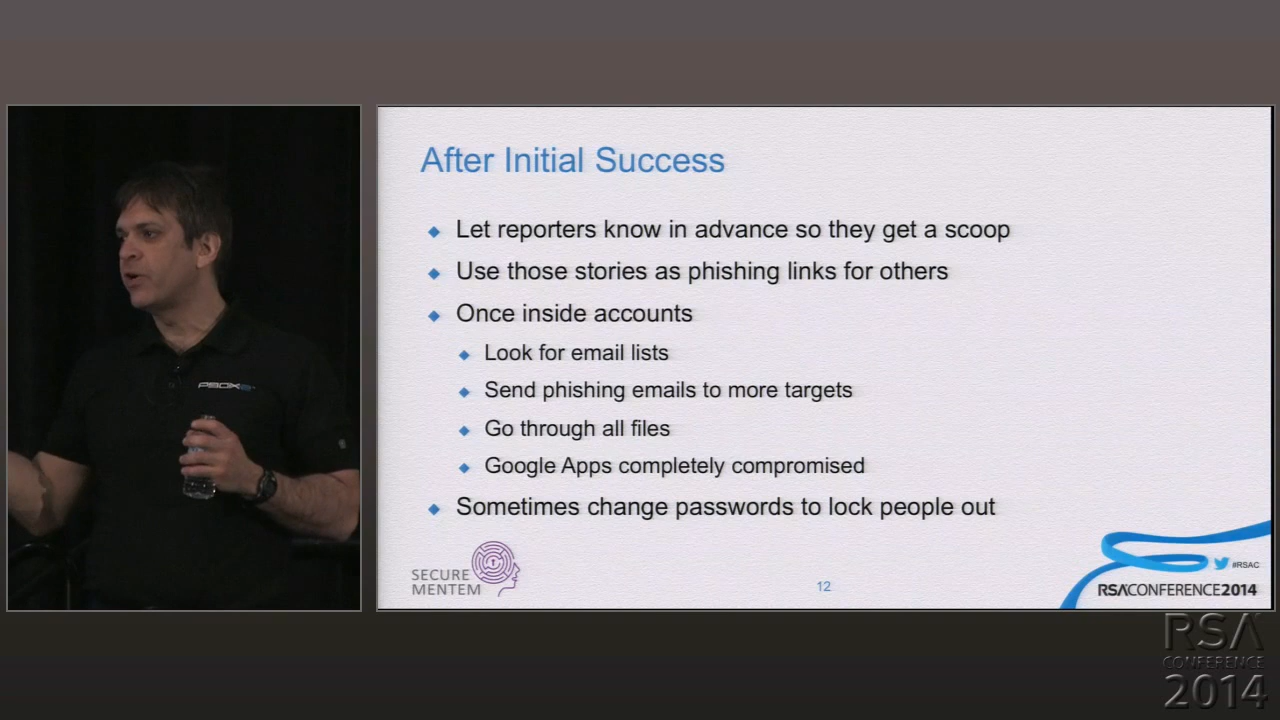 After Initial Success
Let reporters know in advance so they get a scoop
Use those stories as phishing links for others
Once inside accounts
Look for email lists
Send phishing emails to more targets
Go through all files
Google Apps completely compromised
Sometimes change passwords to lock people out
SECURE
MENTEM
12
#RSAC
RSACONFERENCE2014
RSA
CONFERENCE
2014